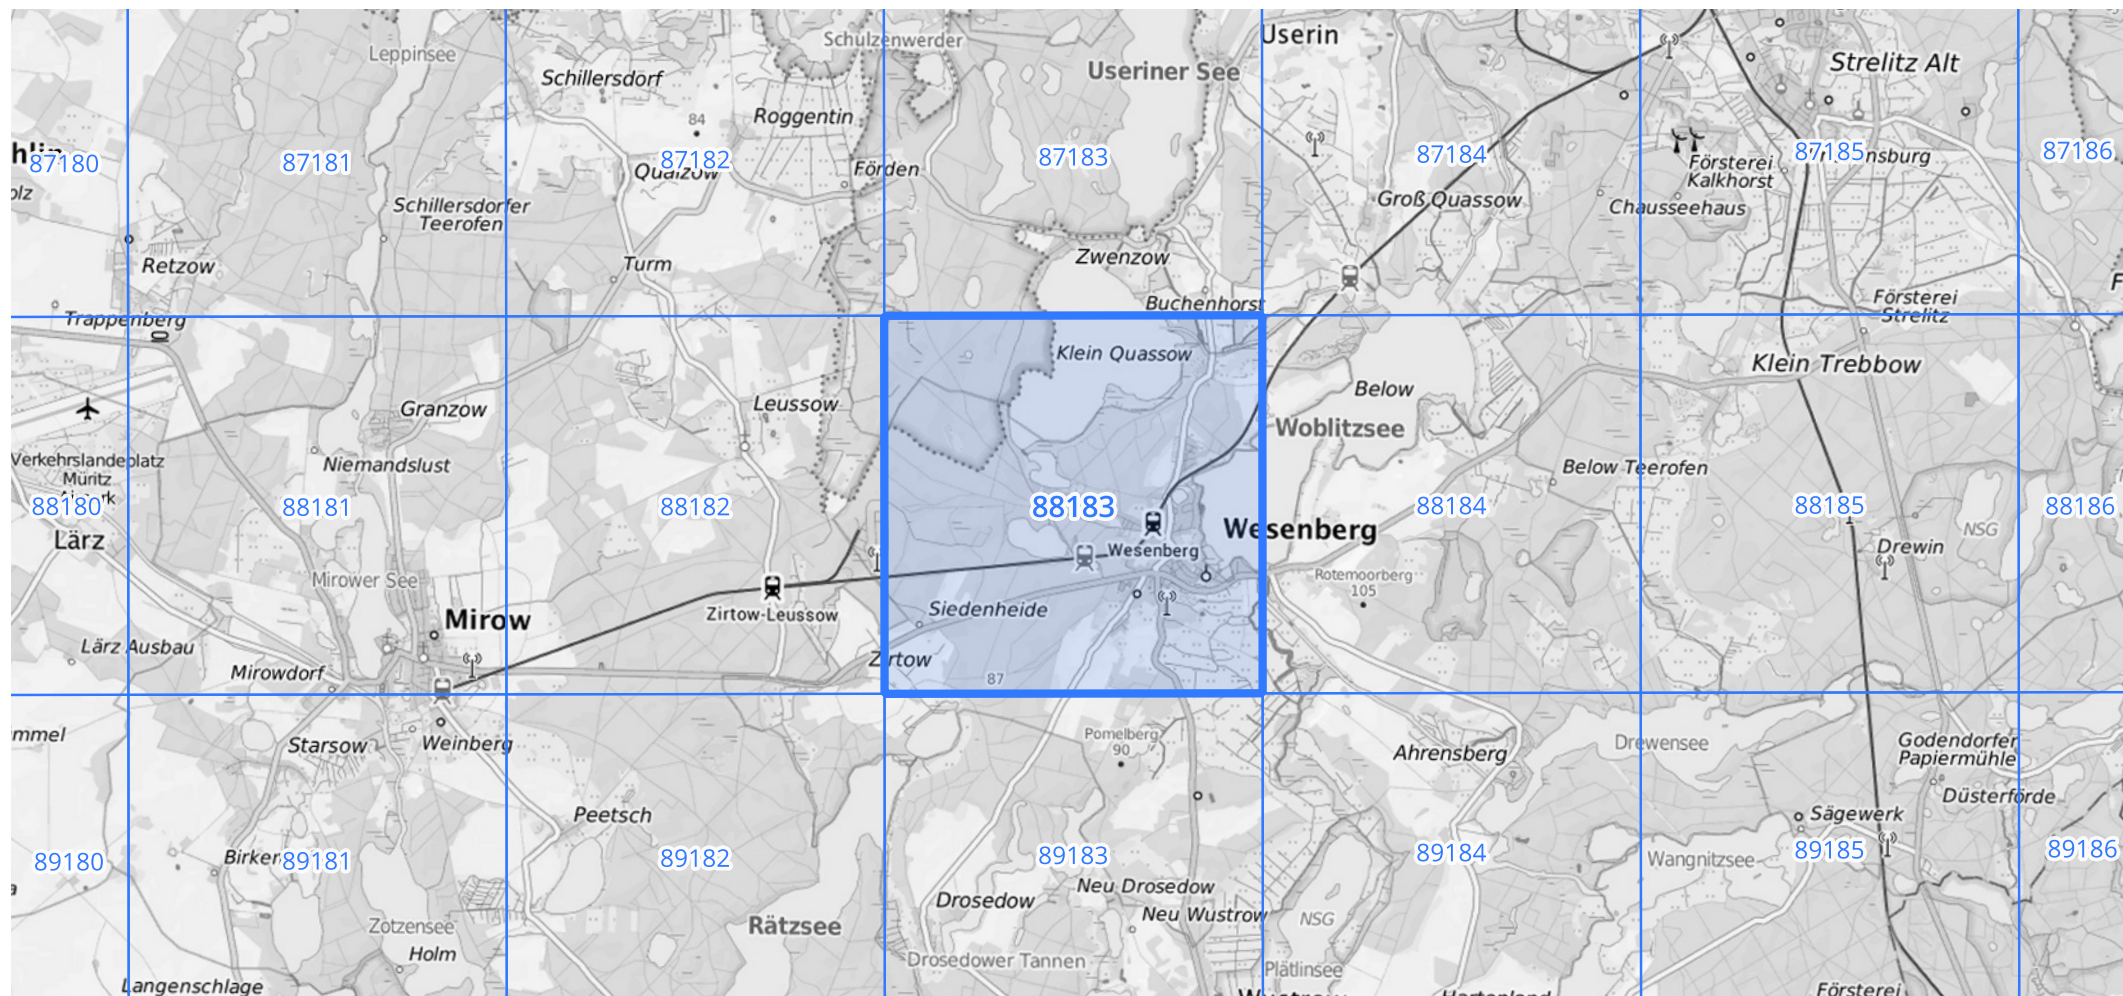 Leppinsee
Schulzenwerder
Userin
Useriner See
Strelitz Alt
Schillersdorf
84
Roggentin
87180
87181
87182
87183
87184
87185
87186
Qualzow
Förden
Försterei
Kalkhorst
Chausseehaus
Groß Quassow
Schillersdorfer
Teerofen
Retzow
Turm
Zwenzow
Buchenhorst
Försterei
Strelitz
Trappenberg
Klein Quassow
Klein Trebbow
Below
Granzow
Leussow
Woblitzsee
Verkehrslandeplatz
Müritz
Niemandslust
Below Teerofen
88180
88181
88182
88183
88184
88185
88186
Lärz
Wesenberg
Wesenberg
NSG
Drewin
Mirower See
Rotemoorberg
105
Mirow
Zirtow-Leussow
Siedenheide
Lärz Ausbau
Mirowdorf
Zirtow
87
Starsow
Weinberg
Pomelberg
90
Ahrensberg
Drewensee
Godendorfer
Papiermühle
Düsterförde
Peetsch
Sägewerk
89180
89181
89182
89183
89184
89185
89186
Wangnitzsee
Drosedow
Neu Drosedow
Neu Wustrow
NSG
Zotzensee
Rätzsee
Holm
Drosedower Tannen
Plätlinsee
Langenschlage
Försterei